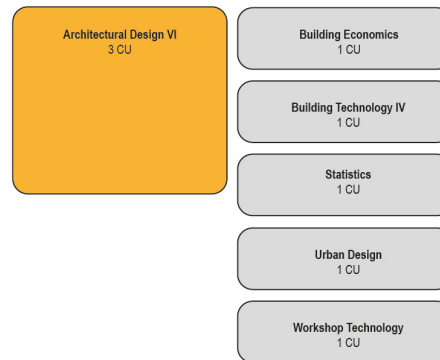 Architectural Design VI
3 CU
Building Economics
1 CU
Building Technology IV
1 CU
Statistics
1 CU
Urban Design
1 CU
Workshop Technology
1 CU